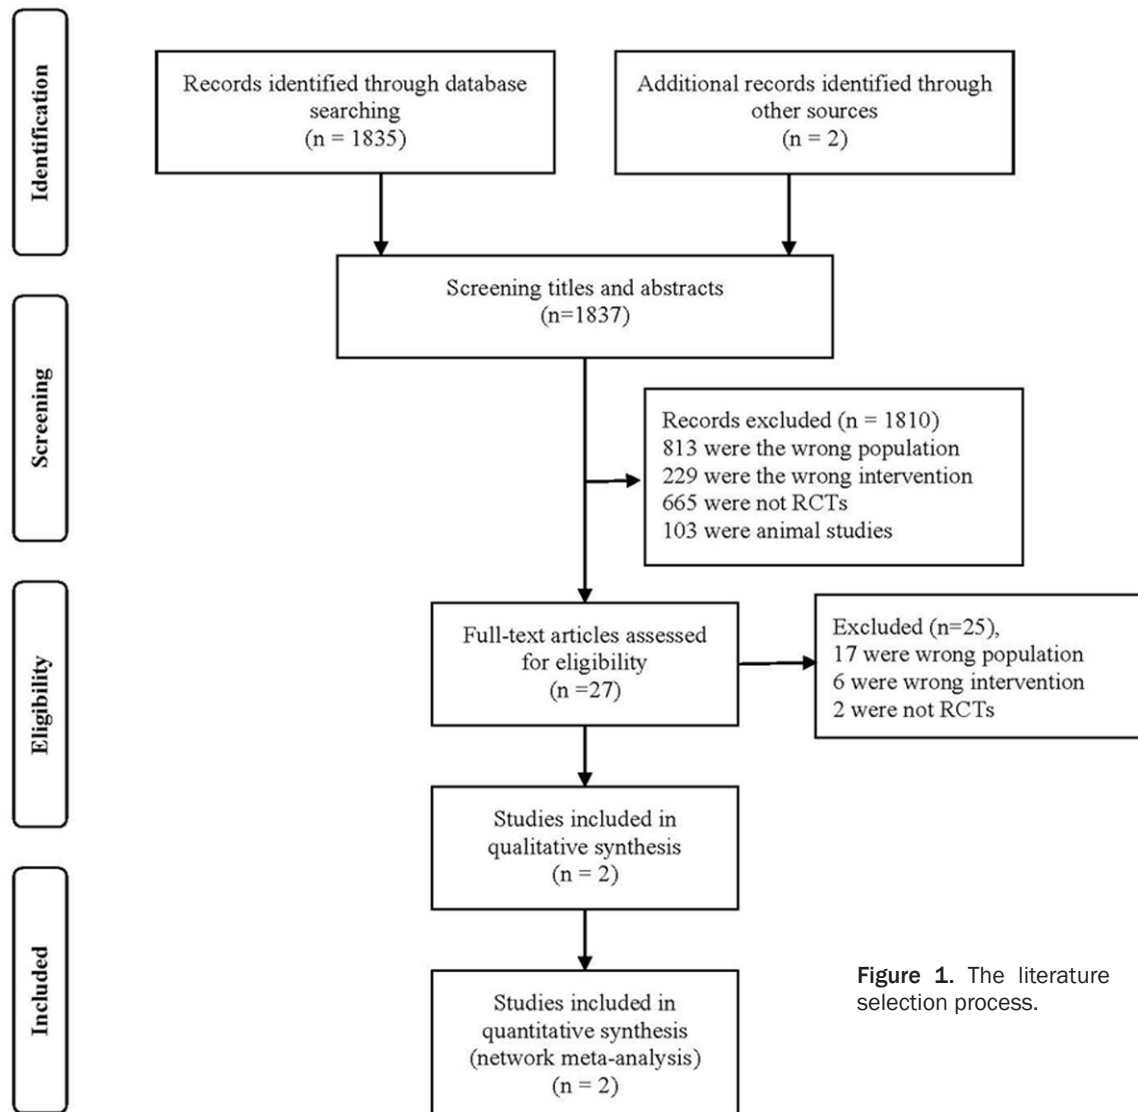 Identification
Records identified through database
searching
(n = 1835)
Additional records identified through
other sources
(n = 2)
Screening titles and abstracts
(n=1837)
Screening
Records excluded (n = 1810)
813 were the wrong population
229 were the wrong intervention
665 were not RCTs
103 were animal studies
Eligibility
Full-text articles assessed
for eligibility
(n =27)
Excluded (n=25),
17 were wrong population
6 were wrong intervention
2 were not RCTs
Studies included in
qualitative synthesis
(n = 2)
Included
Studies included in
quantitative synthesis
(network meta-analysis)
(n = 2)
Figure 1. The literature
selection process.